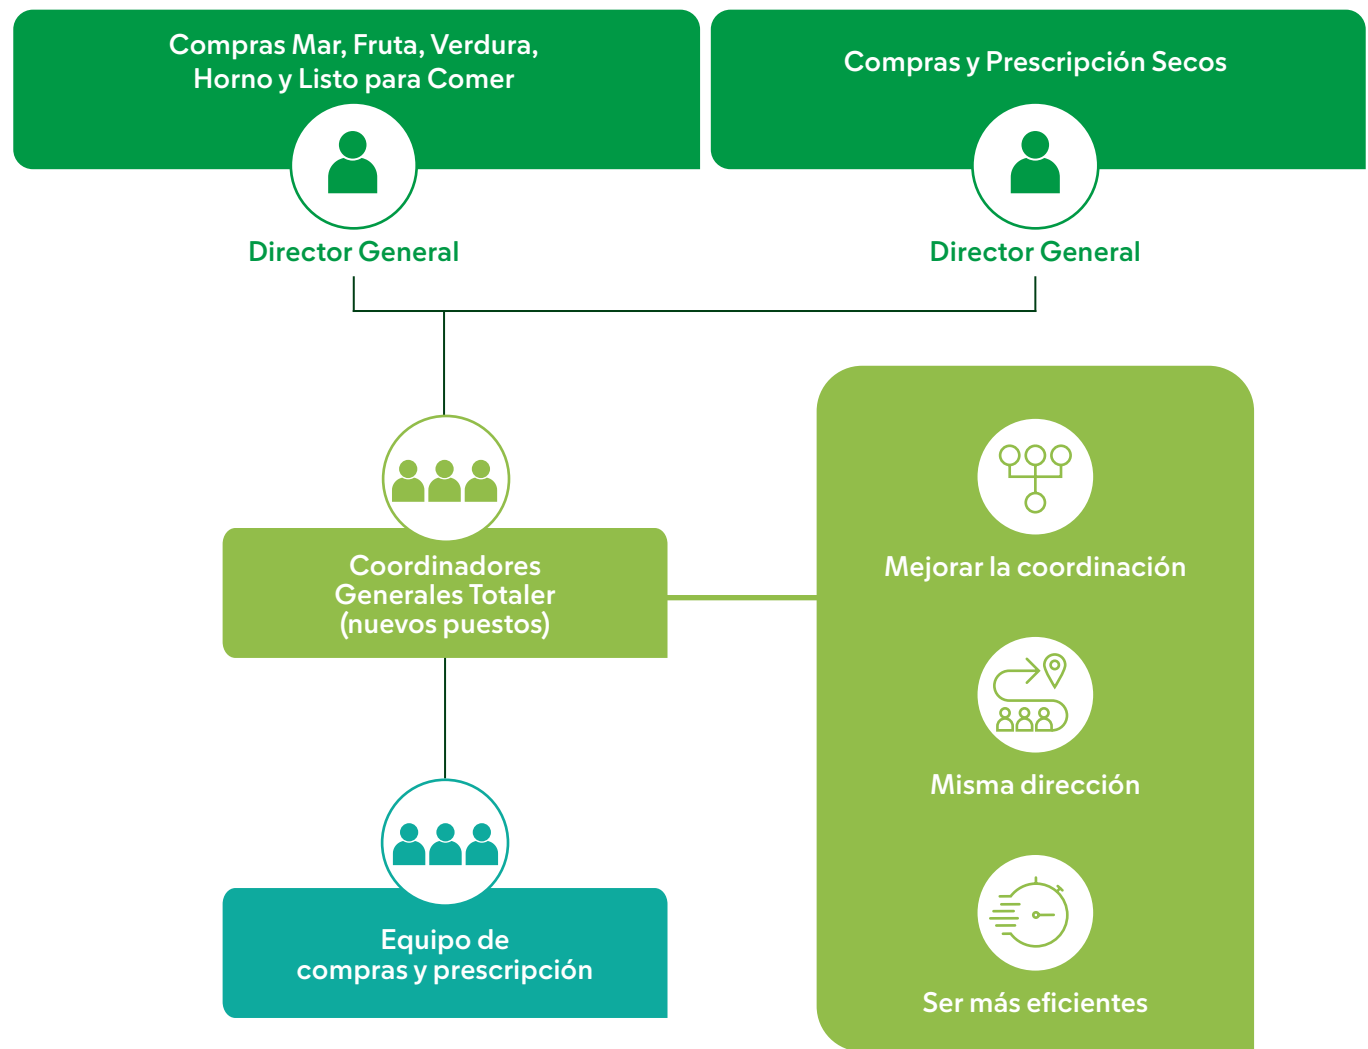 Compras Mar, Fruta, Verdura,
Horno y Listo para Comer
Director General
Compras y Prescripción Secos
Director General
Coordinadores
Generales Totaler
(nuevos puestos)
Mejorar la coordinación
Misma dirección
Ser más eficientes
Equipo de
compras y prescripción